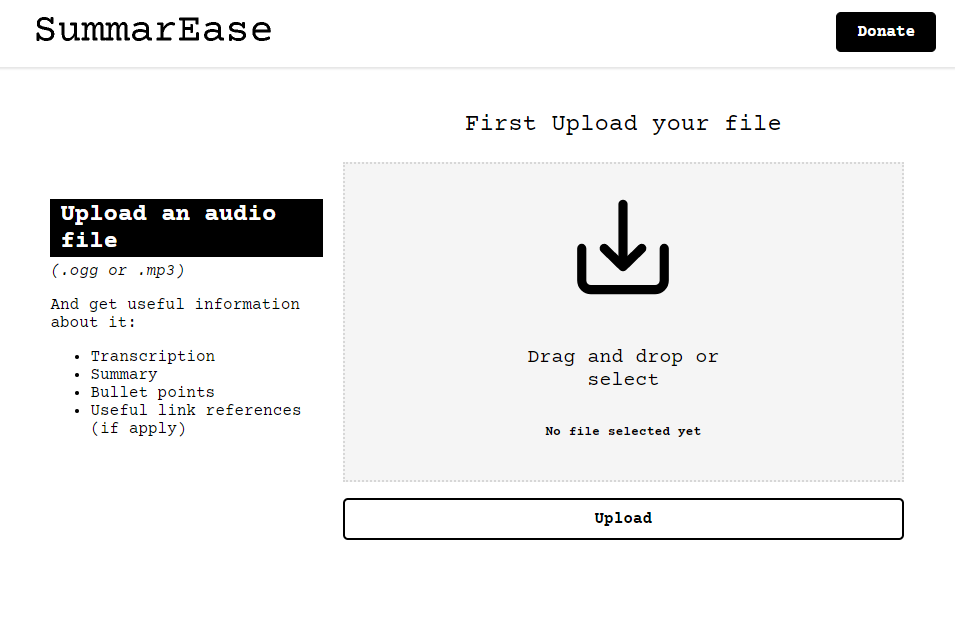 SummarEase
Donate
First Upload your file
Upload an audio
file
(.ogg or .mp3)
And get useful information
about it:
• Transcription
• Summary
• Bullet points
• Useful link references
(if apply)
Drag and drop or
select
No file selected yet
Upload